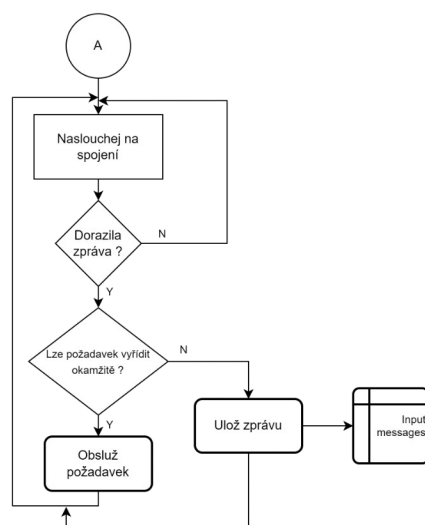 A
Naslouchej na
spojení
Dorazila
zpráva ?
N
Y
Lze požadavek vyřídit
okamžitě ?
N
Y
Obsluž
požadavek
Ulož zprávu
Input
messages